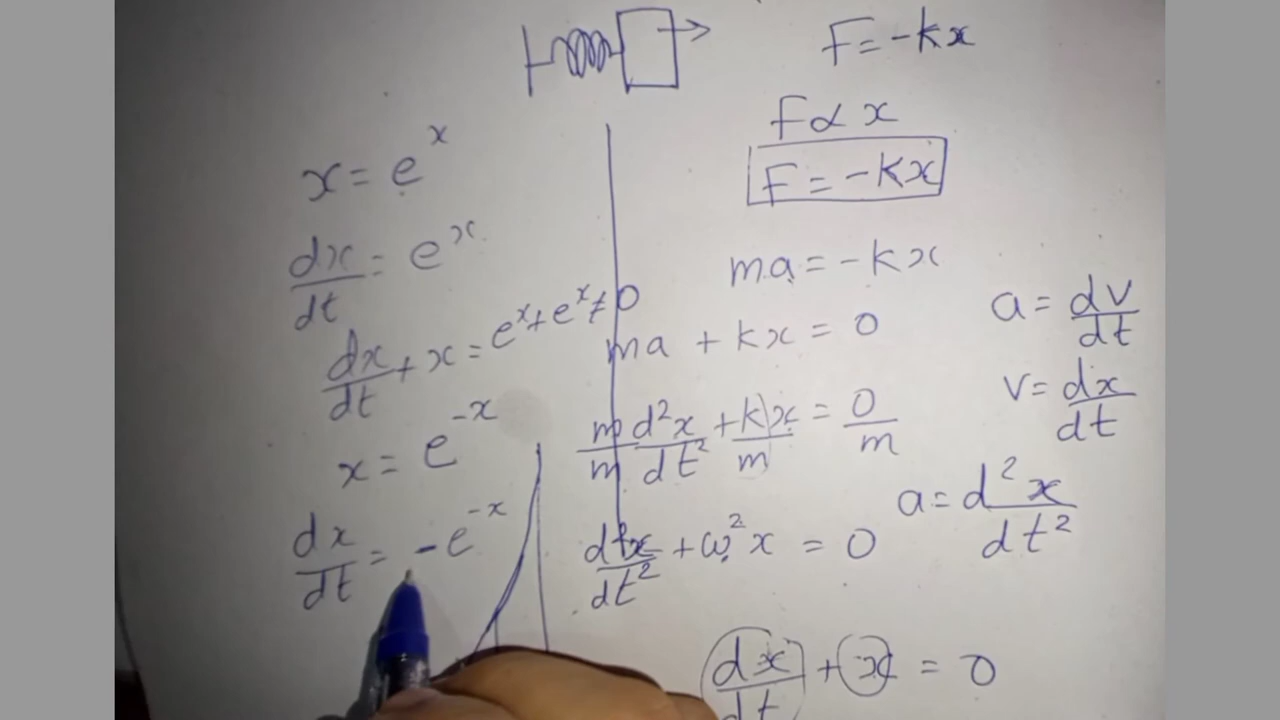 F = -kx
F ∝ x
F = -kx
x = e^x
dx/dt = e^x
dx/dt + x = e^x + e^x ≠ 0
x = e^-x
dx/dt = -e^-x
ma = -kx
ma + kx = 0
m/m d²x/dt² + kx/m = 0/m
d²x/dt² + ω²x = 0
a = dv/dt
v = dx/dt
a = d²x/dt²
dx/dt + x = 0